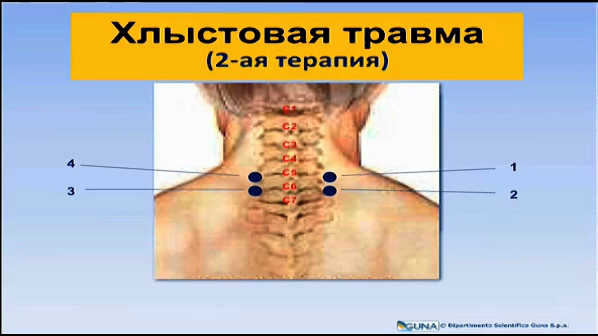 Хлыстовая травма
(2-ая терапия)
C1
C2
C3
C4
C5
C6
C7
4
3
1
2
GUNA © Dipartimento Scientifico Guna S.p.a.